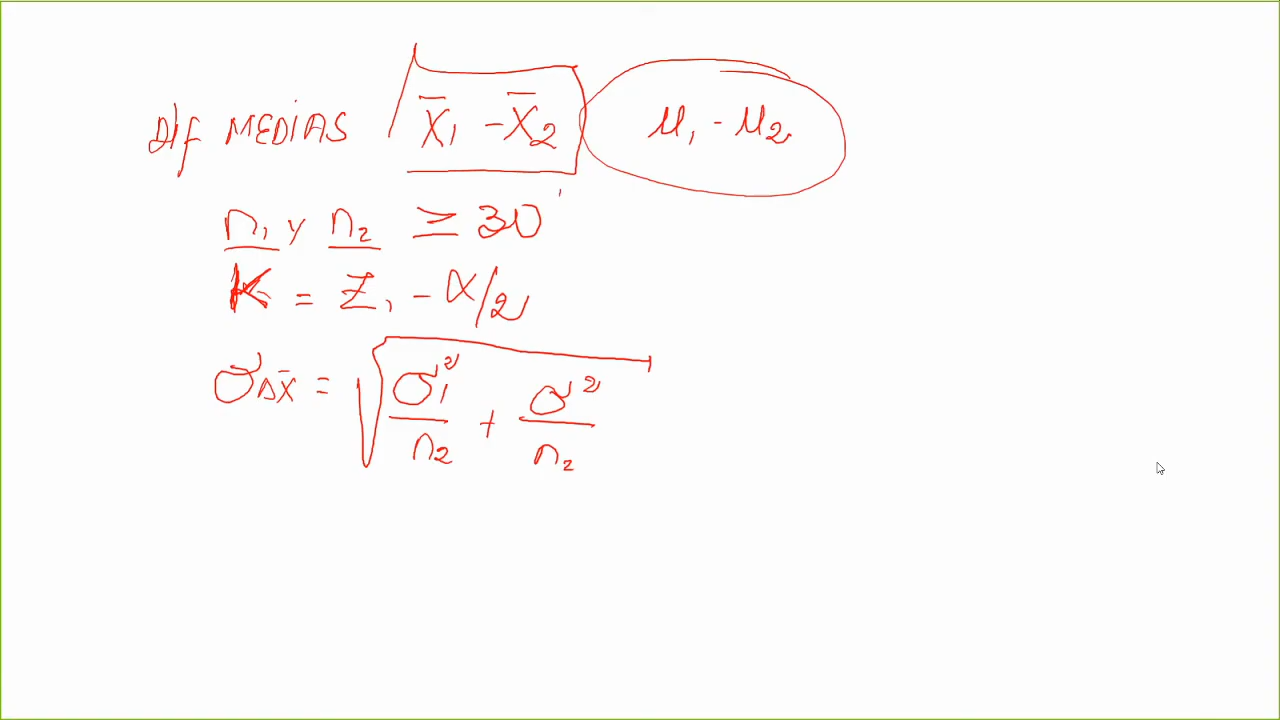 Dif MEDiAS X̄₁ - X̄₂ μ₁ - μ₂
n₁ y n₂ ≥ 30
K = Z₁ - α/2
σΔx̄ = √(σ₁²/n₂ + σ²/n₂)